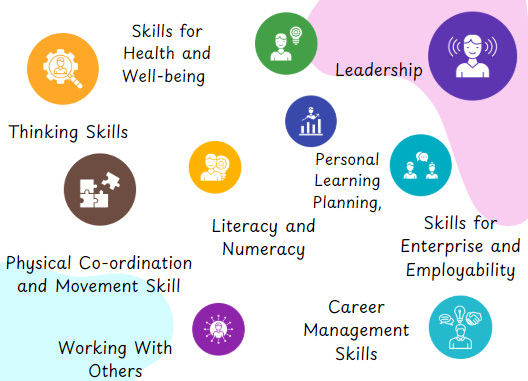 Skills for
Health and
Well-being
Leadership
Thinking Skills
Personal
Learning
Planning,
Literacy and
Numeracy
Skills for
Enterprise and
Employability
Physical Co-ordination
and Movement Skill
Career
Management
Skills
Working With
Others